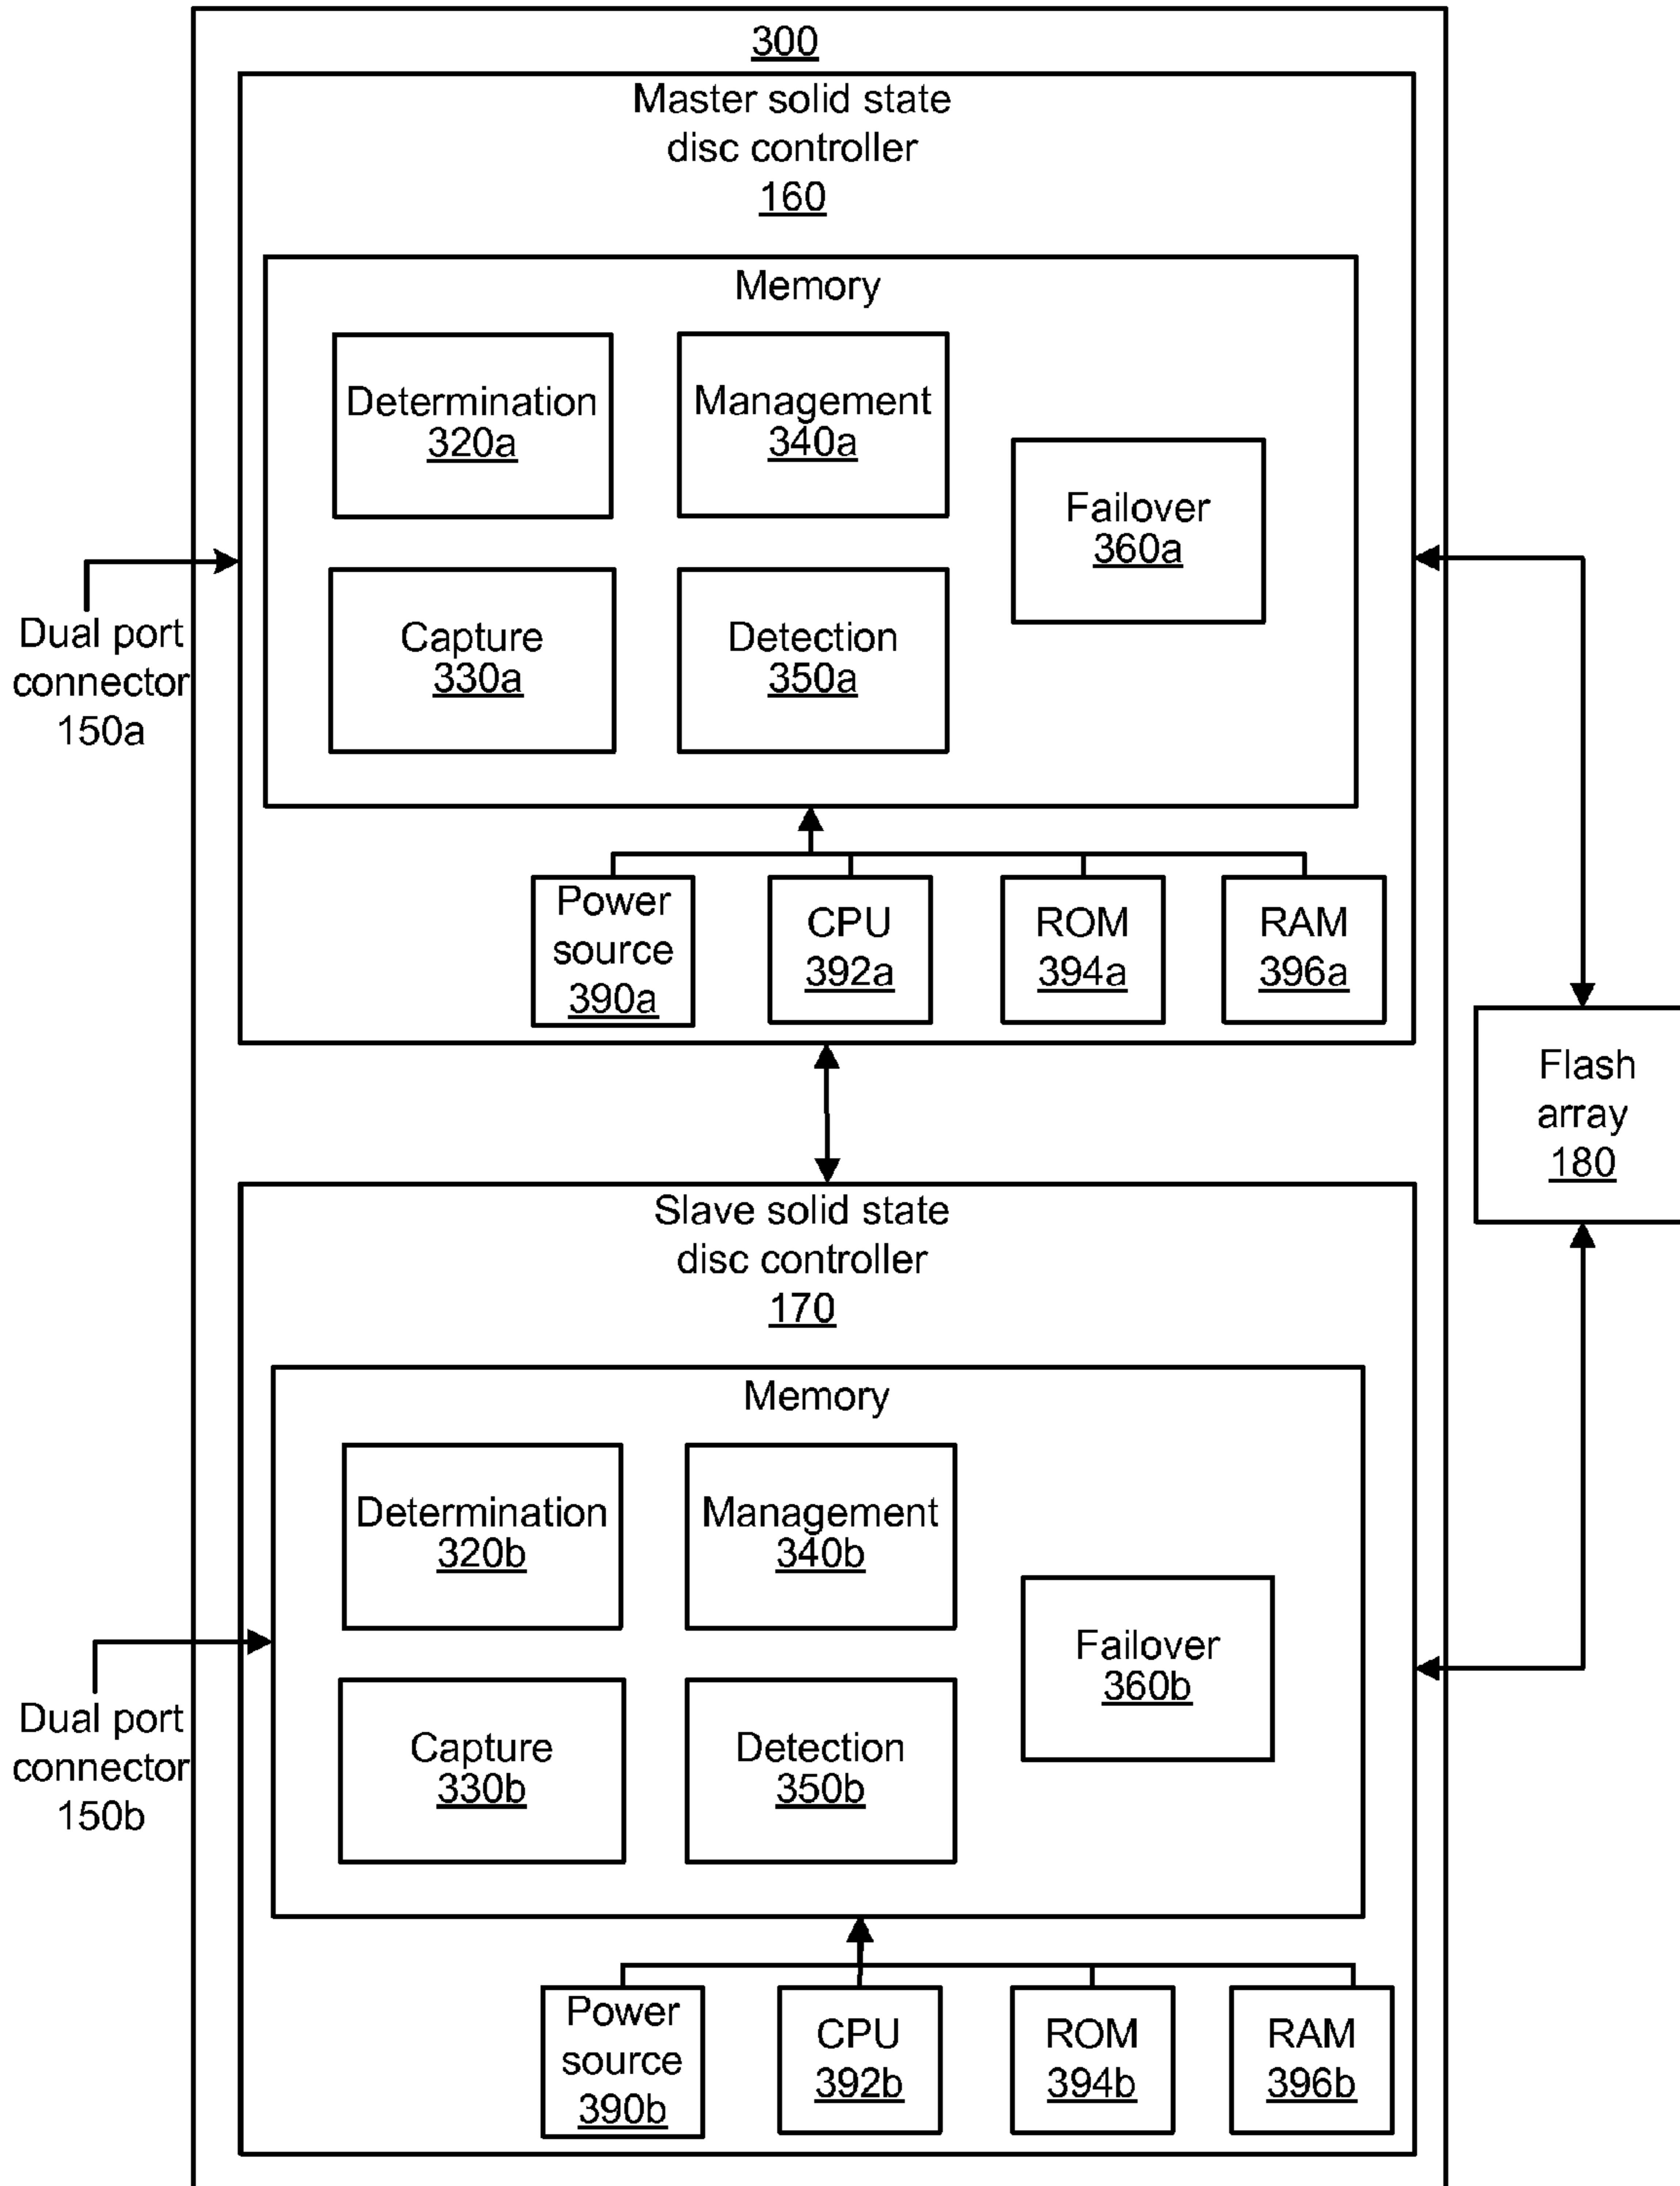 300
Master solid state
disc controller
160
Memory
Determination
320a
Management
340a
Failover
360a
Capture
330a
Detection
350a
Dual port
connector
150a
Power
source
390a
CPU
392a
ROM
394a
RAM
396a
Flash
array
180
Slave solid state
disc controller
170
Memory
Determination
320b
Management
340b
Failover
360b
Capture
330b
Detection
350b
Dual port
connector
150b
Power
source
390b
CPU
392b
ROM
394b
RAM
396b